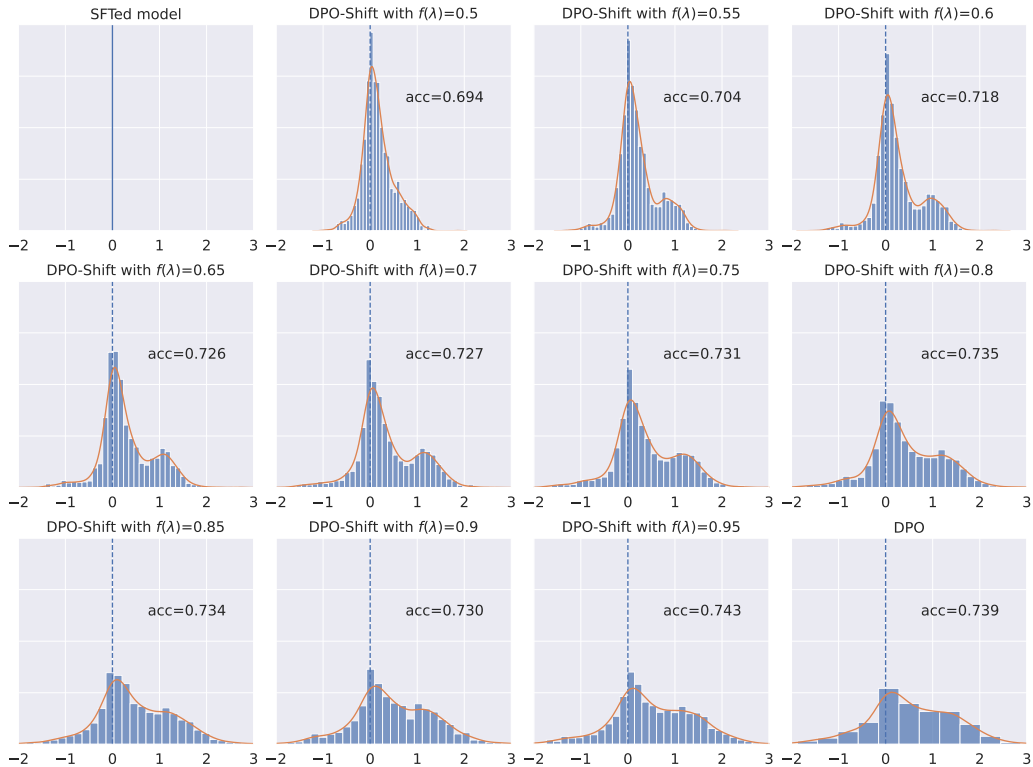 SFTed model
DPO-Shift with f(λ)=0.5
DPO-Shift with f(λ)=0.55
DPO-Shift with f(λ)=0.6
acc=0.694
acc=0.704
acc=0.718
−2 −1 0 1 2 3
−2 −1 0 1 2 3
−2 −1 0 1 2 3
−2 −1 0 1 2 3
DPO-Shift with f(λ)=0.65
DPO-Shift with f(λ)=0.7
DPO-Shift with f(λ)=0.75
DPO-Shift with f(λ)=0.8
acc=0.726
acc=0.727
acc=0.731
acc=0.735
−2 −1 0 1 2 3
−2 −1 0 1 2 3
−2 −1 0 1 2 3
−2 −1 0 1 2 3
DPO-Shift with f(λ)=0.85
DPO-Shift with f(λ)=0.9
DPO-Shift with f(λ)=0.95
DPO
acc=0.734
acc=0.730
acc=0.743
acc=0.739
−2 −1 0 1 2 3
−2 −1 0 1 2 3
−2 −1 0 1 2 3
−2 −1 0 1 2 3